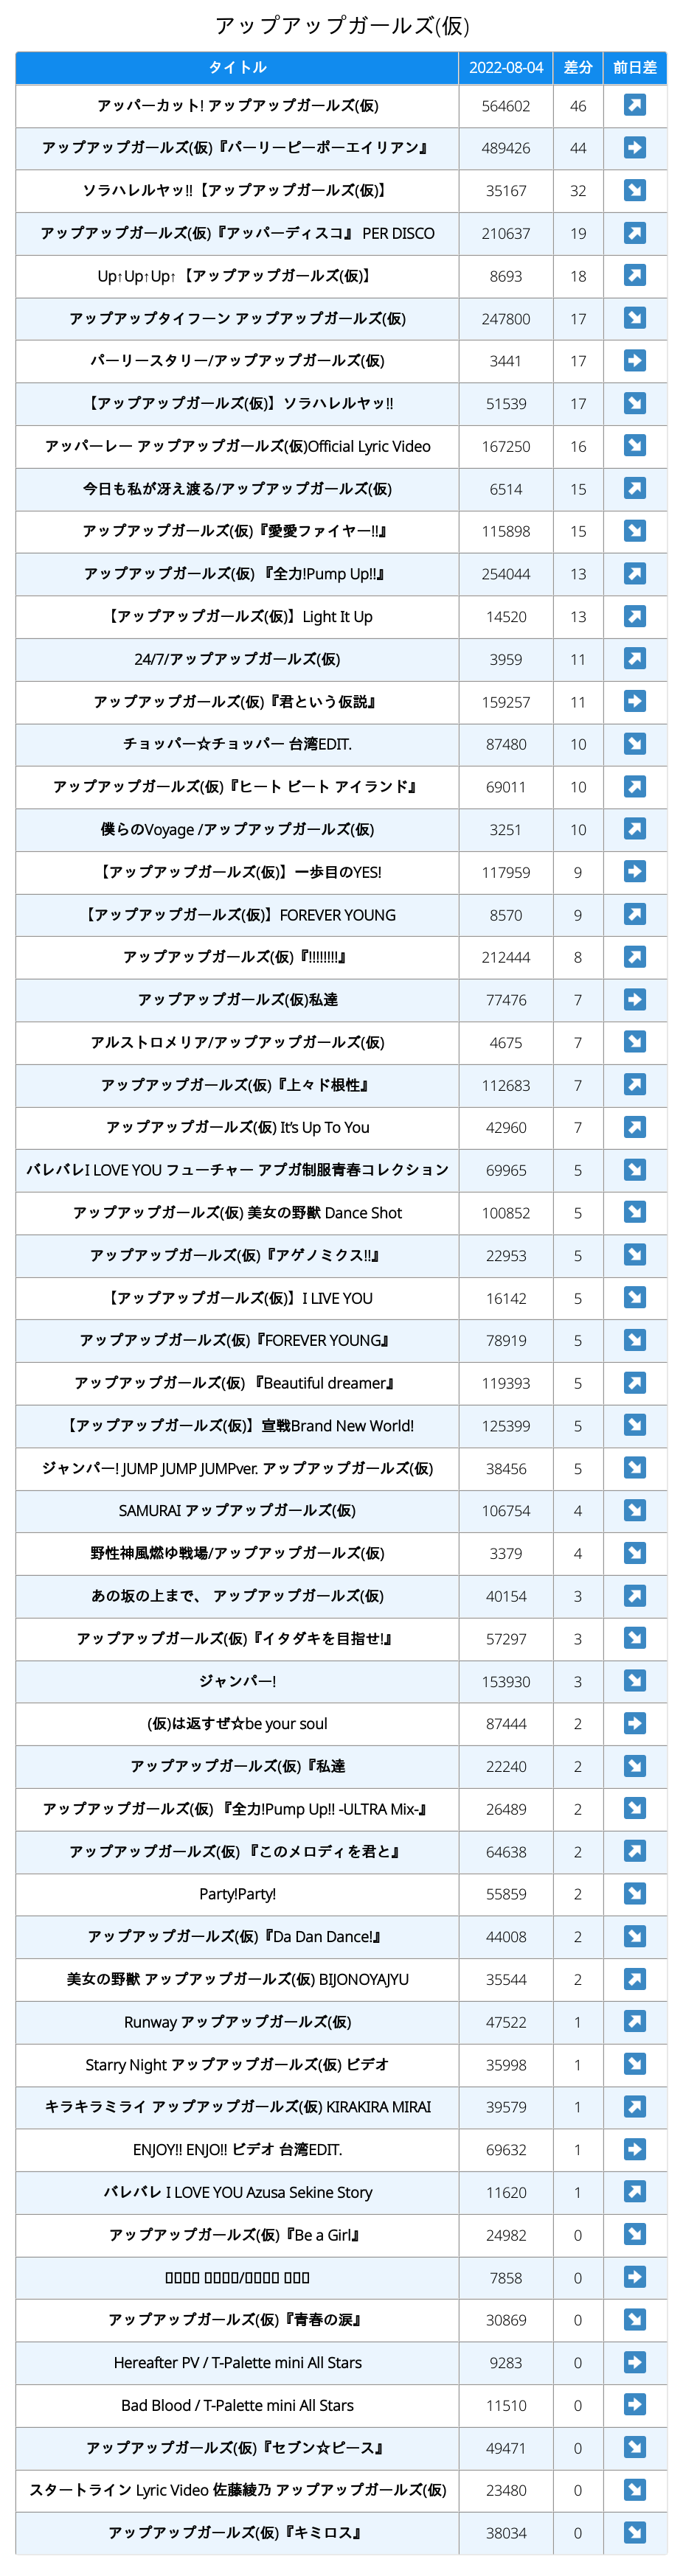 アップアップガールズ(仮)
タイトル 2022-08-04 差分 前日差
アッパーカット! アップアップガールズ(仮) 564602 46 ↗
アップアップガールズ(仮)『パーリーピーポーエイリアン』 489426 44 ➡
ソラハレルヤッ!!【アップアップガールズ(仮)】 35167 32 ↘
アップアップガールズ(仮)『アッパーディスコ』 PER DISCO 210637 19 ↗
Up↑Up↑Up↑【アップアップガールズ(仮)】 8693 18 ↗
アップアップタイフーン アップアップガールズ(仮) 247800 17 ↘
パーリースタリー/アップアップガールズ(仮) 3441 17 ➡
【アップアップガールズ(仮)】ソラハレルヤッ!! 51539 17 ↘
アッパーレー アップアップガールズ(仮)Official Lyric Video 167250 16 ↘
今日も私が冴え渡る/アップアップガールズ(仮) 6514 15 ↗
アップアップガールズ(仮)『愛愛ファイヤー!!』 115898 15 ↘
アップアップガールズ(仮) 『全力!Pump Up!!』 254044 13 ↗
【アップアップガールズ(仮)】Light It Up 14520 13 ↗
24/7/アップアップガールズ(仮) 3959 11 ↗
アップアップガールズ(仮)『君という仮説』 159257 11 ➡
チョッパー☆チョッパー 台湾EDIT. 87480 10 ↘
アップアップガールズ(仮)『ヒート ビート アイランド』 69011 10 ↗
僕らのVoyage /アップアップガールズ(仮) 3251 10 ↗
【アップアップガールズ(仮)】一歩目のYES! 117959 9 ➡
【アップアップガールズ(仮)】FOREVER YOUNG 8570 9 ↗
アップアップガールズ(仮)『!!!!!!!!』 212444 8 ↗
アップアップガールズ(仮)私達 77476 7 ➡
アルストロメリア/アップアップガールズ(仮) 4675 7 ↘
アップアップガールズ(仮)『上々ド根性』 112683 7 ↗
アップアップガールズ(仮) It's Up To You 42960 7 ↗
バレバレI LOVE YOU フューチャー アプガ制服青春コレクション 69965 5 ↘
アップアップガールズ(仮) 美女の野獣 Dance Shot 100852 5 ↘
アップアップガールズ(仮)『アゲノミクス!!』 22953 5 ↘
【アップアップガールズ(仮)】I LIVE YOU 16142 5 ↘
アップアップガールズ(仮)『FOREVER YOUNG』 78919 5 ↘
アップアップガールズ(仮) 『Beautiful dreamer』 119393 5 ↗
【アップアップガールズ(仮)】宣戦Brand New World! 125399 5 ↘
ジャンパー! JUMP JUMP JUMPver. アップアップガールズ(仮) 38456 5 ↘
SAMURAI アップアップガールズ(仮) 106754 4 ↘
野性神風燃ゆ戦場/アップアップガールズ(仮) 3379 4 ↘
あの坂の上まで、 アップアップガールズ(仮) 40154 3 ↗
アップアップガールズ(仮)『イタダキを目指せ!』 57297 3 ↘
ジャンパー! 153930 3 ↘
(仮)は返すぜ☆be your soul 87444 2 ➡
アップアップガールズ(仮)『私達 22240 2 ↘
アップアップガールズ(仮) 『全力!Pump Up!! -ULTRA Mix-』 26489 2 ↘
アップアップガールズ(仮) 『このメロディを君と』 64638 2 ↗
Party!Party! 55859 2 ↘
アップアップガールズ(仮)『Da Dan Dance!』 44008 2 ↘
美女の野獣 アップアップガールズ(仮) BIJONOYAJYU 35544 2 ↗
Runway アップアップガールズ(仮) 47522 1 ↗
Starry Night アップアップガールズ(仮) ビデオ 35998 1 ↘
キラキラミライ アップアップガールズ(仮) KIRAKIRA MIRAI 39579 1 ↗
ENJOY!! ENJO!! ビデオ 台湾EDIT. 69632 1 ➡
バレバレ I LOVE YOU Azusa Sekine Story 11620 1 ↗
アップアップガールズ(仮)『Be a Girl』 24982 0 ↘
▯▯▯▯ ▯▯▯▯/▯▯▯▯ ▯▯▯ 7858 0 ➡
アップアップガールズ(仮)『青春の涙』 30869 0 ↘
Hereafter PV / T-Palette mini All Stars 9283 0 ➡
Bad Blood / T-Palette mini All Stars 11510 0 ➡
アップアップガールズ(仮)『セブン☆ピース』 49471 0 ↘
スタートライン Lyric Video 佐藤綾乃 アップアップガールズ(仮) 23480 0 ↘
アップアップガールズ(仮)『キミロス』 38034 0 ↘